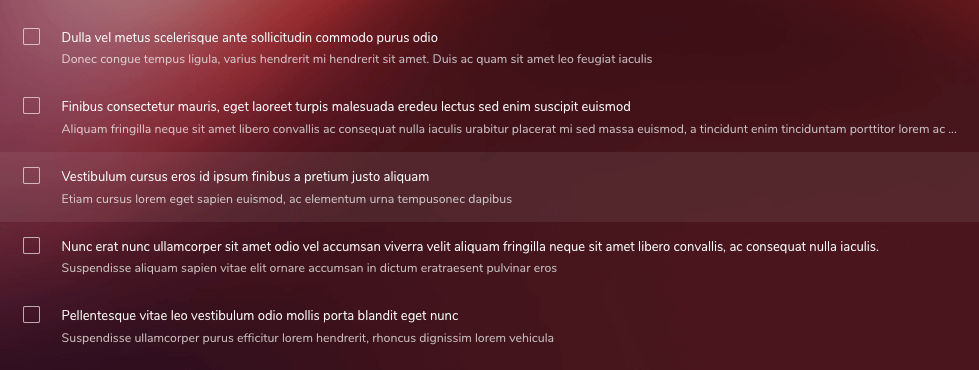 Dulla vel metus scelerisque ante sollicitudin commodo purus odio
Donec congue tempus ligula, varius hendrerit mi hendrerit sit amet. Duis ac quam sit amet leo feugiat iaculis
Finibus consectetur mauris, eget laoreet turpis malesuada eredeu lectus sed enim suscipit euismod
Aliquam fringilla neque sit amet libero convallis ac consequat nulla iaculis urabitur placerat mi sed massa euismod, a tincidunt enim tinciduntam porttitor lorem ac ...
Vestibulum cursus eros id ipsum finibus a pretium justo aliquam
Etiam cursus lorem eget sapien euismod, ac elementum urna tempusonec dapibus
Nunc erat nunc ullamcorper sit amet odio vel accumsan viverra velit aliquam fringilla neque sit amet libero convallis, ac consequat nulla iaculis.
Suspendisse aliquam sapien vitae elit ornare accumsan in dictum eratraesent pulvinar eros
Pellentesque vitae leo vestibulum odio mollis porta blandit eget nunc
Suspendisse ullamcorper purus efficitur lorem hendrerit, rhoncus dignissim lorem vehicula